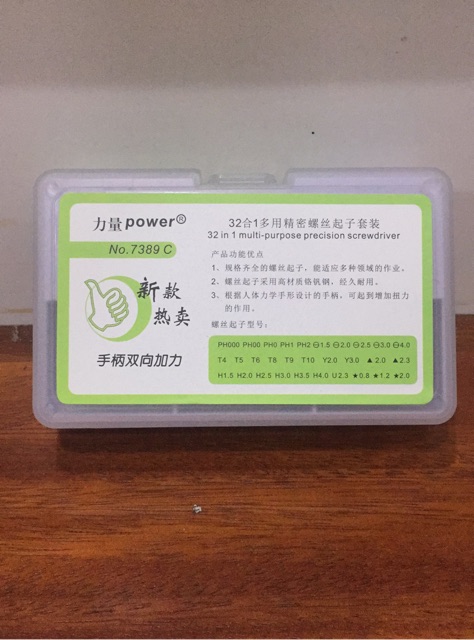 力量power®
No.7389 C
新款
热卖
手柄双向加力
32合1多用精密螺丝起子套装
32 in 1 multi-purpose precision screwdriver
产品功能优点
1、规格齐全的螺丝起子，能适应多种领域的作业。
2、螺丝起子采用高材质铬钒钢，经久耐用。
3、根据人体力学手形设计的手柄，可起到增加扭力
的作用。
螺丝起子型号：
PH000 PH00 PH0 PH1 PH2 ⊖1.5 ⊖2.0 ⊖2.5 ⊖3.0 ⊖4.0
T4 T5 T6 T8 T9 T10 Y2.0 Y3.0 ▲2.0 ▲2.3
H1.5 H2.0 H2.5 H3.0 H3.5 H4.0 U2.3 ★0.8 ★1.2 ★2.0